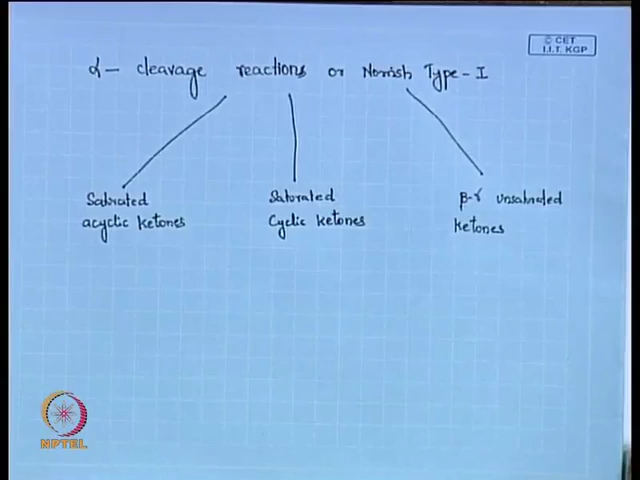 © CET
I.I.T. KGP
α- cleavage reactions or Norrish Type-I
Saturated
acyclic ketones
Saturated
Cyclic ketones
β-γ unsaturated
ketones
NPTEL